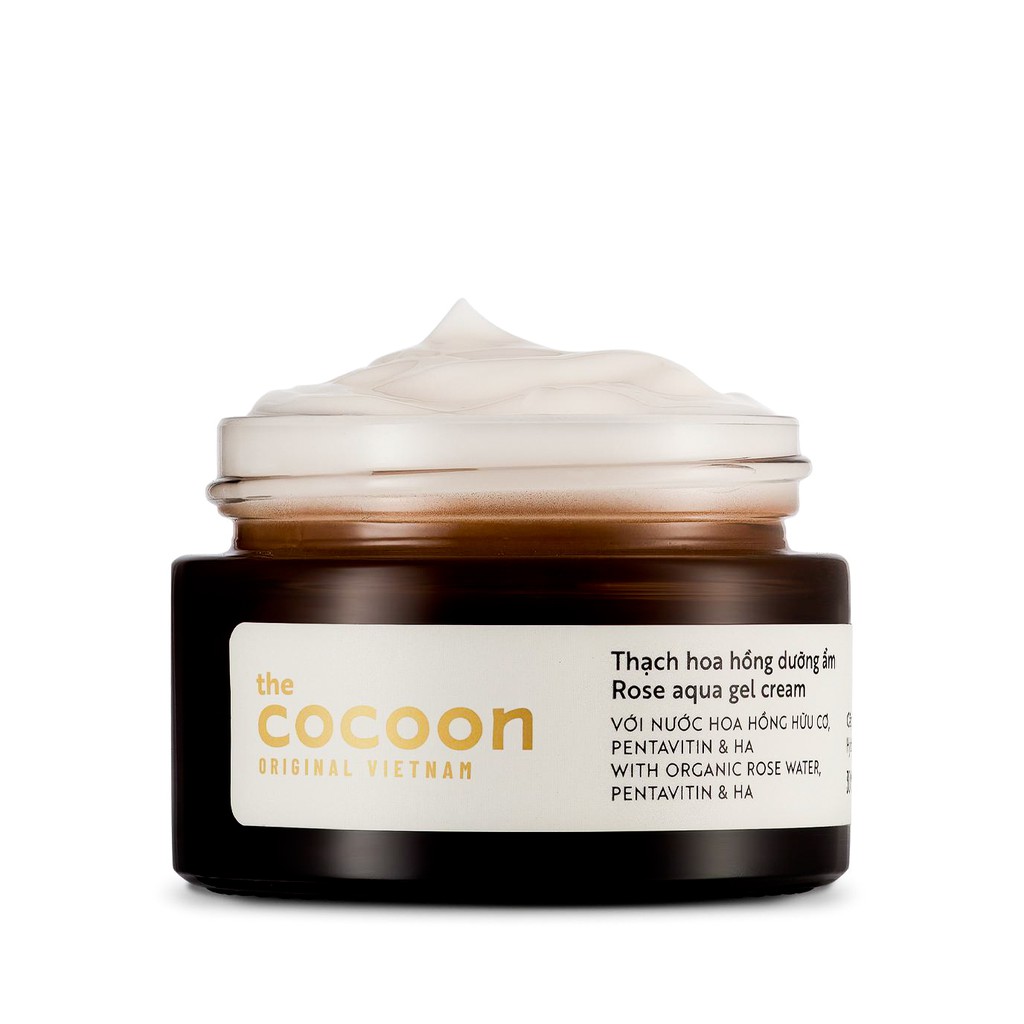 the
cocoon
ORIGINAL VIETNAM
Thạch hoa hồng dưỡng ẩm
Rose aqua gel cream
VỚI NƯỚC HOA HỒNG HỮU CƠ,
PENTAVITIN & HA
WITH ORGANIC ROSE WATER,
PENTAVITIN & HA